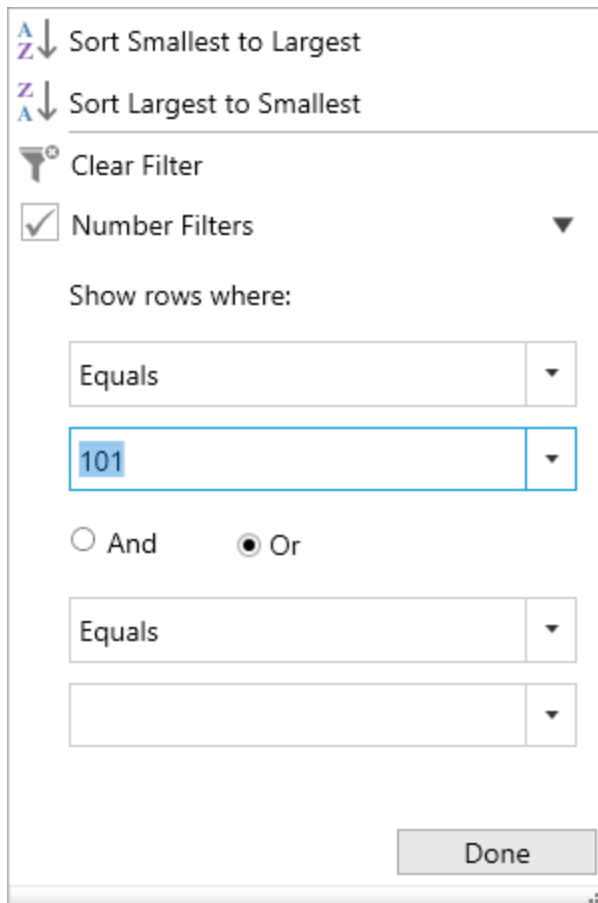 A
Z
Sort Smallest to Largest
Z
A
Sort Largest to Smallest
Clear Filter
Number Filters
Show rows where:
Equals
101
And Or
Equals
Done